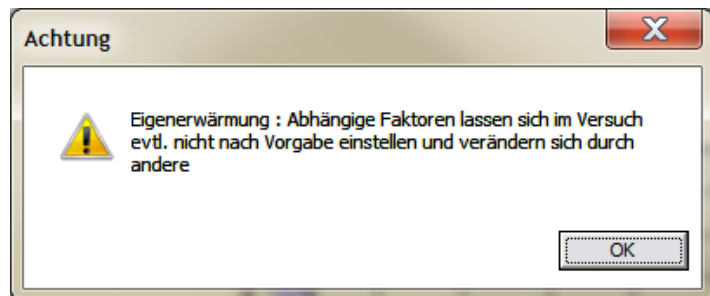 Achtung
Eigenerwärmung : Abhängige Faktoren lassen sich im Versuch
evtl. nicht nach Vorgabe einstellen und verändern sich durch
andere
OK